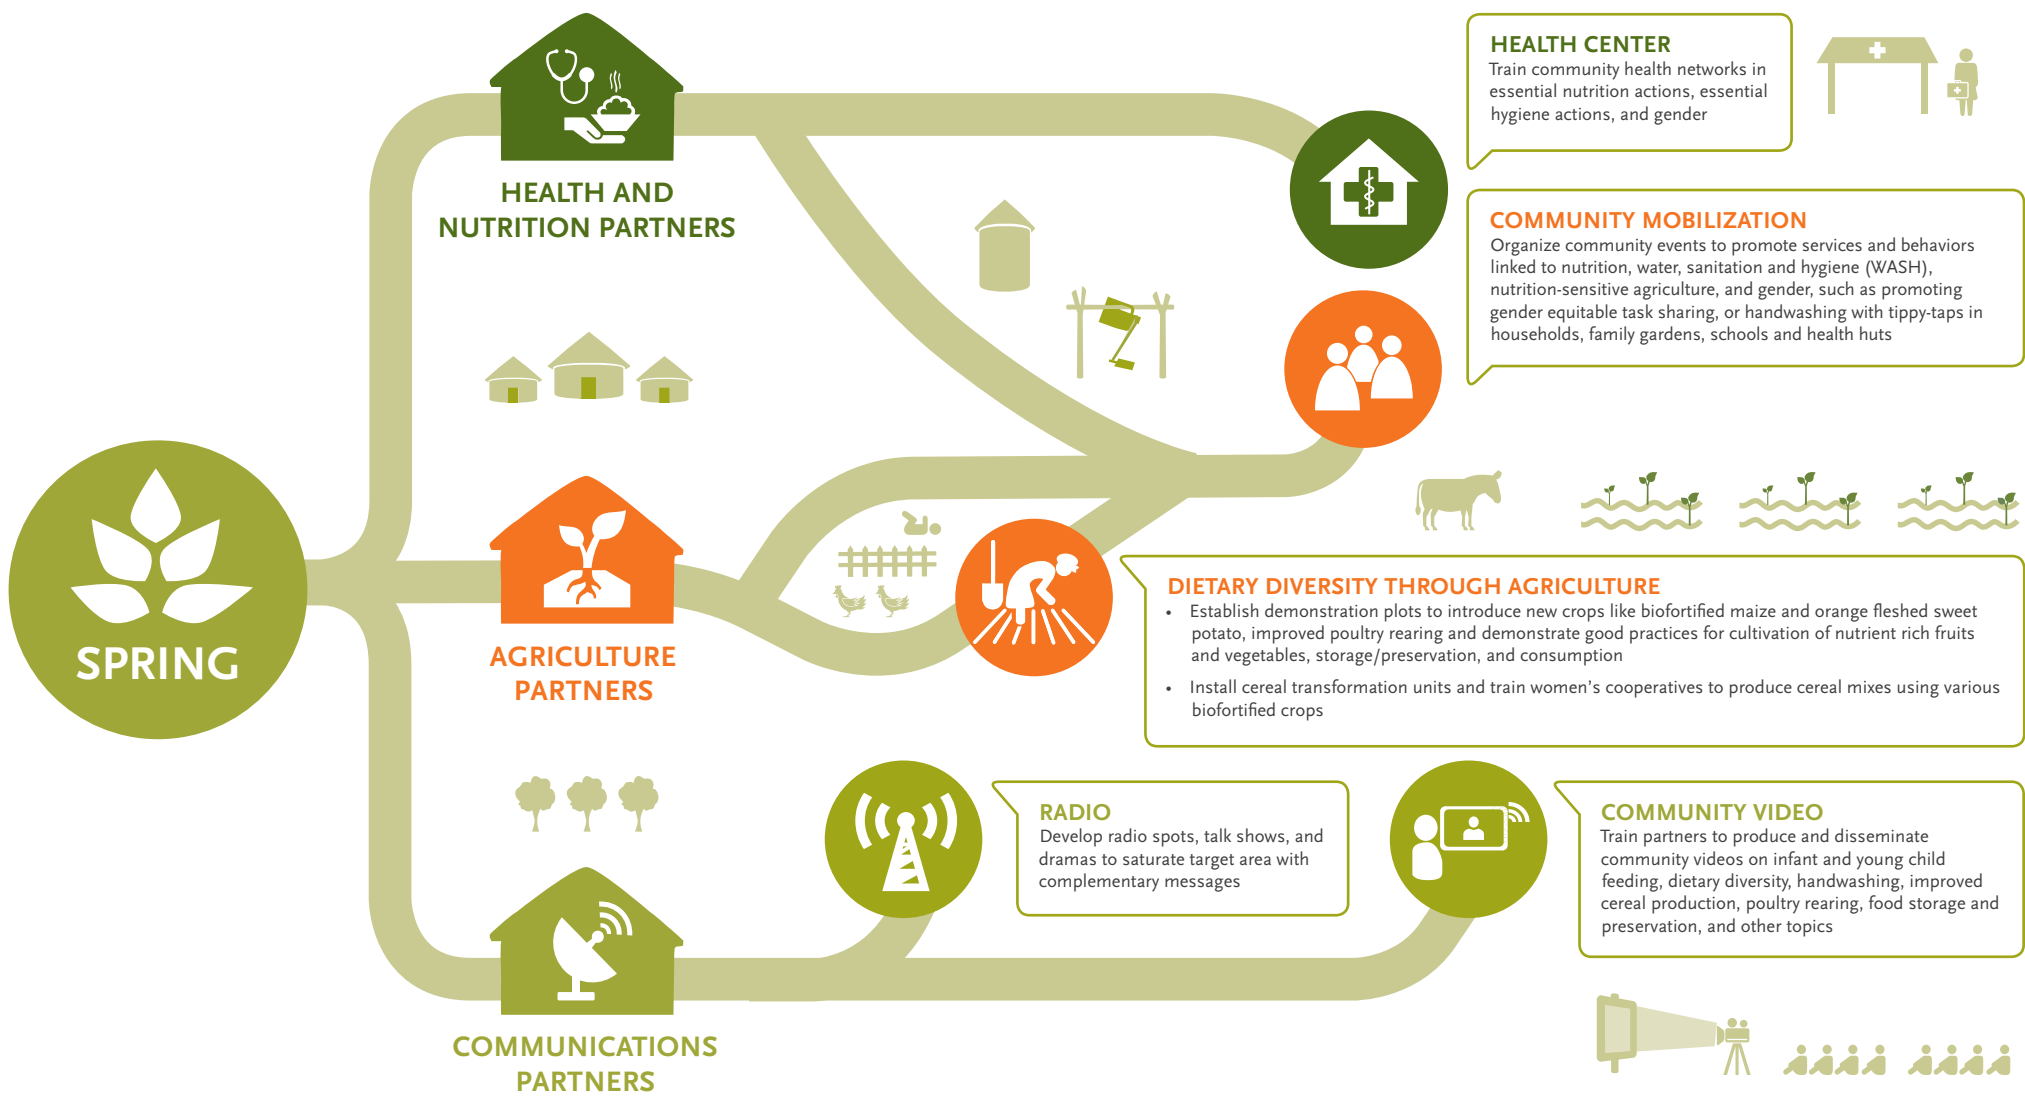 SPRING
HEALTH AND
NUTRITION PARTNERS
AGRICULTURE
PARTNERS
COMMUNICATIONS
PARTNERS
HEALTH CENTER
Train community health networks in
essential nutrition actions, essential
hygiene actions, and gender
COMMUNITY MOBILIZATION
Organize community events to promote services and behaviors
linked to nutrition, water, sanitation and hygiene (WASH),
nutrition-sensitive agriculture, and gender, such as promoting
gender equitable task sharing, or handwashing with tippy-taps in
households, family gardens, schools and health huts
DIETARY DIVERSITY THROUGH AGRICULTURE
• Establish demonstration plots to introduce new crops like biofortified maize and orange fleshed sweet
potato, improved poultry rearing and demonstrate good practices for cultivation of nutrient rich fruits
and vegetables, storage/preservation, and consumption
• Install cereal transformation units and train women's cooperatives to produce cereal mixes using various
biofortified crops
RADIO
Develop radio spots, talk shows, and
dramas to saturate target area with
complementary messages
COMMUNITY VIDEO
Train partners to produce and disseminate
community videos on infant and young child
feeding, dietary diversity, handwashing, improved
cereal production, poultry rearing, food storage and
preservation, and other topics